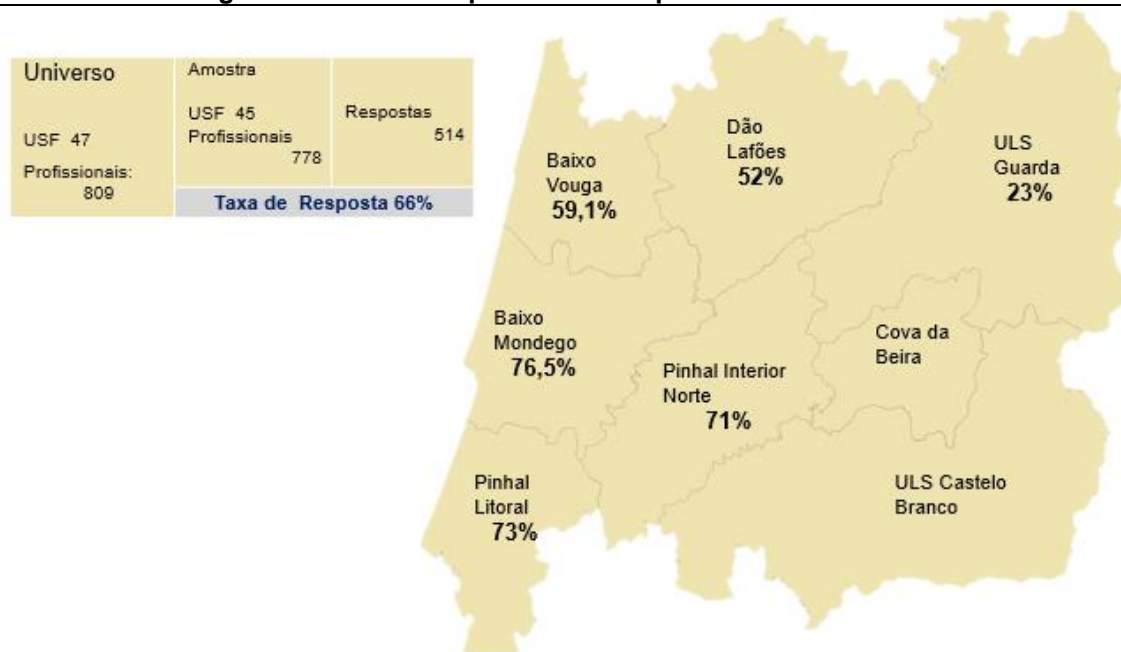 Universo
USF 47
Profissionais:
809
Amostra
USF 45
Profissionais
778
Respostas
514
Taxa de Resposta 66%
Dão
Lafões
52%
ULS
Guarda
23%
Baixo
Vouga
59,1%
Baixo
Mondego
76,5%
Cova da
Beira
Pinhal Interior
Norte
71%
Pinhal
Litoral
73%
ULS Castelo
Branco